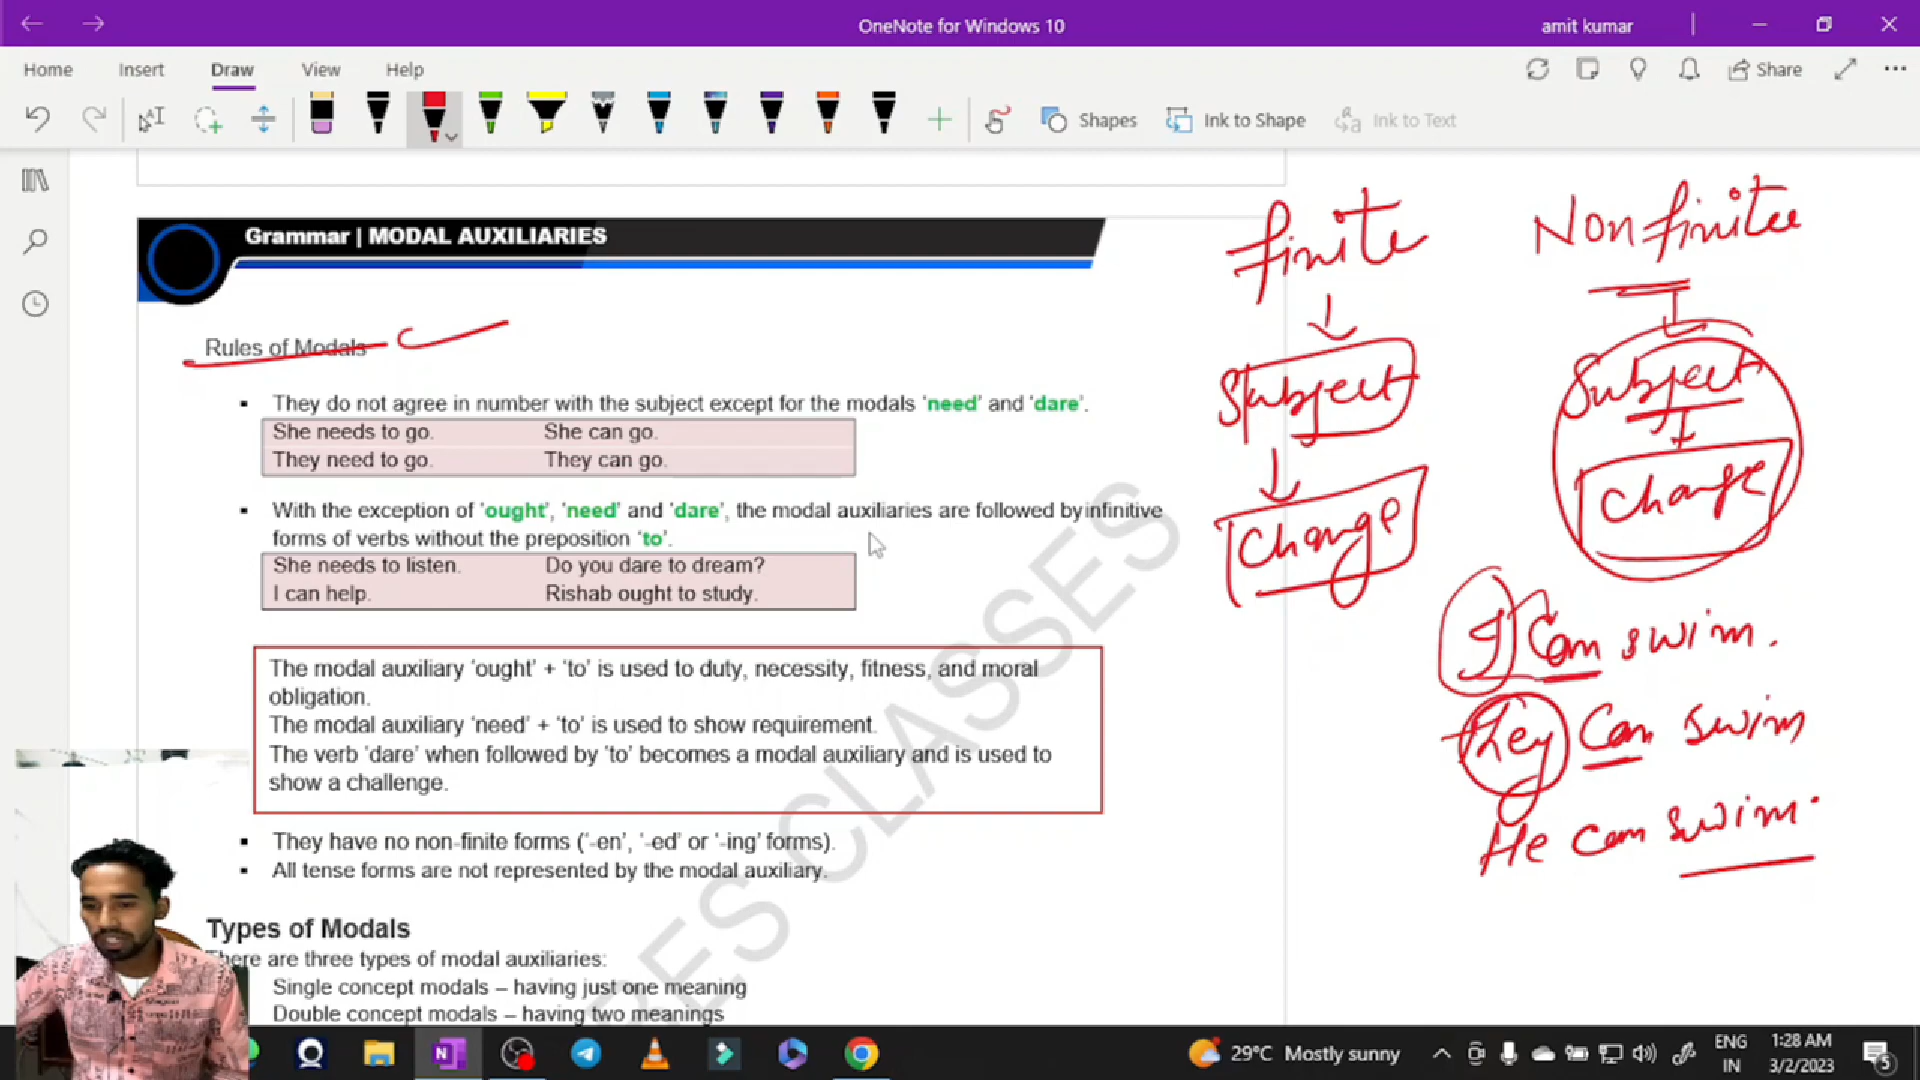 OneNote for Windows 10
amit kumar
Home Insert Draw View Help
Share
Shapes Ink to Shape Ink to Text
Grammar | MODAL AUXILIARIES
Rules of Modals
They do not agree in number with the subject except for the modals 'need' and 'dare'.
She needs to go. She can go.
They need to go. They can go.
With the exception of 'ought', 'need' and 'dare', the modal auxiliaries are followed by infinitive
forms of verbs without the preposition 'to'.
She needs to listen. Do you dare to dream?
I can help. Rishab ought to study.
The modal auxiliary 'ought' + 'to' is used to duty, necessity, fitness, and moral
obligation.
The modal auxiliary 'need' + 'to' is used to show requirement.
The verb 'dare' when followed by 'to' becomes a modal auxiliary and is used to
show a challenge.
They have no non-finite forms ('-en', '-ed' or '-ing' forms).
All tense forms are not represented by the modal auxiliary.
Types of Modals
There are three types of modal auxiliaries:
Single concept modals – having just one meaning
Double concept modals – having two meanings
finite
Subject
Change
Non finite
Subject
Change
I Can swim.
They Can swim
He can swim.
CLASSES
29°C Mostly sunny
ENG
IN
1:28 AM
3/2/2023
5